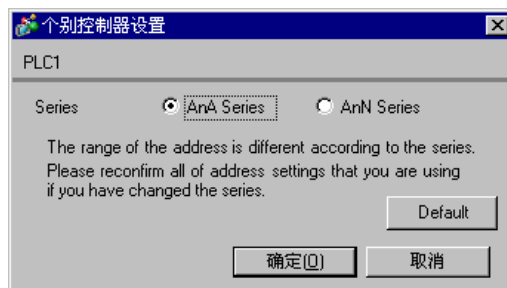 个别控制器设置
PLC1
Series AnA Series AnN Series
The range of the address is different according to the series.
Please reconfirm all of address settings that you are using
if you have changed the series.
Default
确定(O) 取消